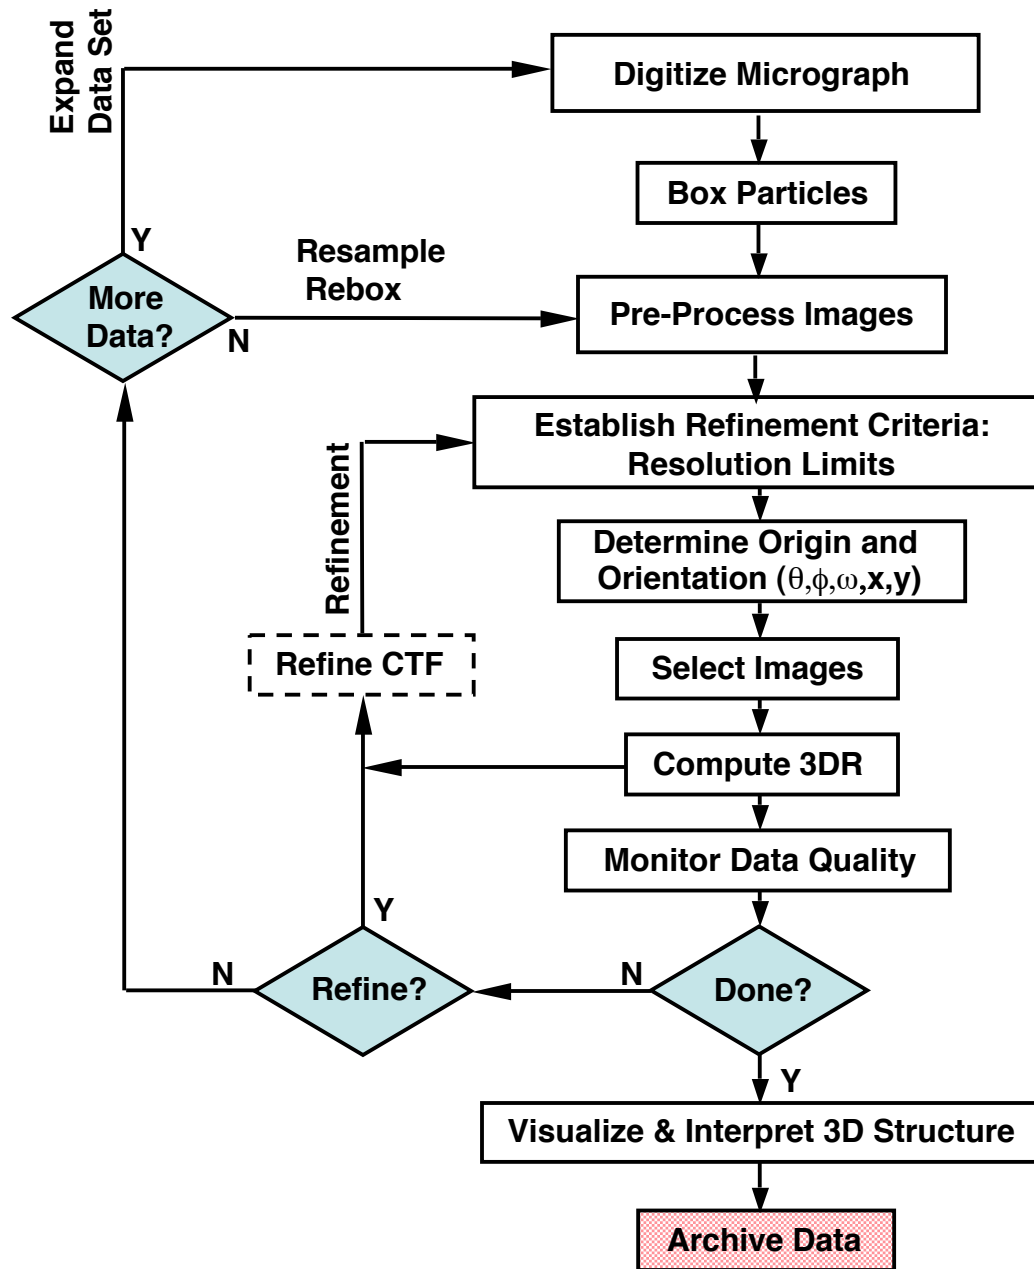 Expand
Data Set
Digitize Micrograph
Box Particles
Y
Resample
Rebox
More
Data?
N
Pre-Process Images
Establish Refinement Criteria:
Resolution Limits
Refinement
Determine Origin and
Orientation (θ,ϕ,ω,x,y)
Refine CTF
Select Images
Compute 3DR
Monitor Data Quality
Y
N
Refine?
N
Done?
Y
Visualize & Interpret 3D Structure
Archive Data